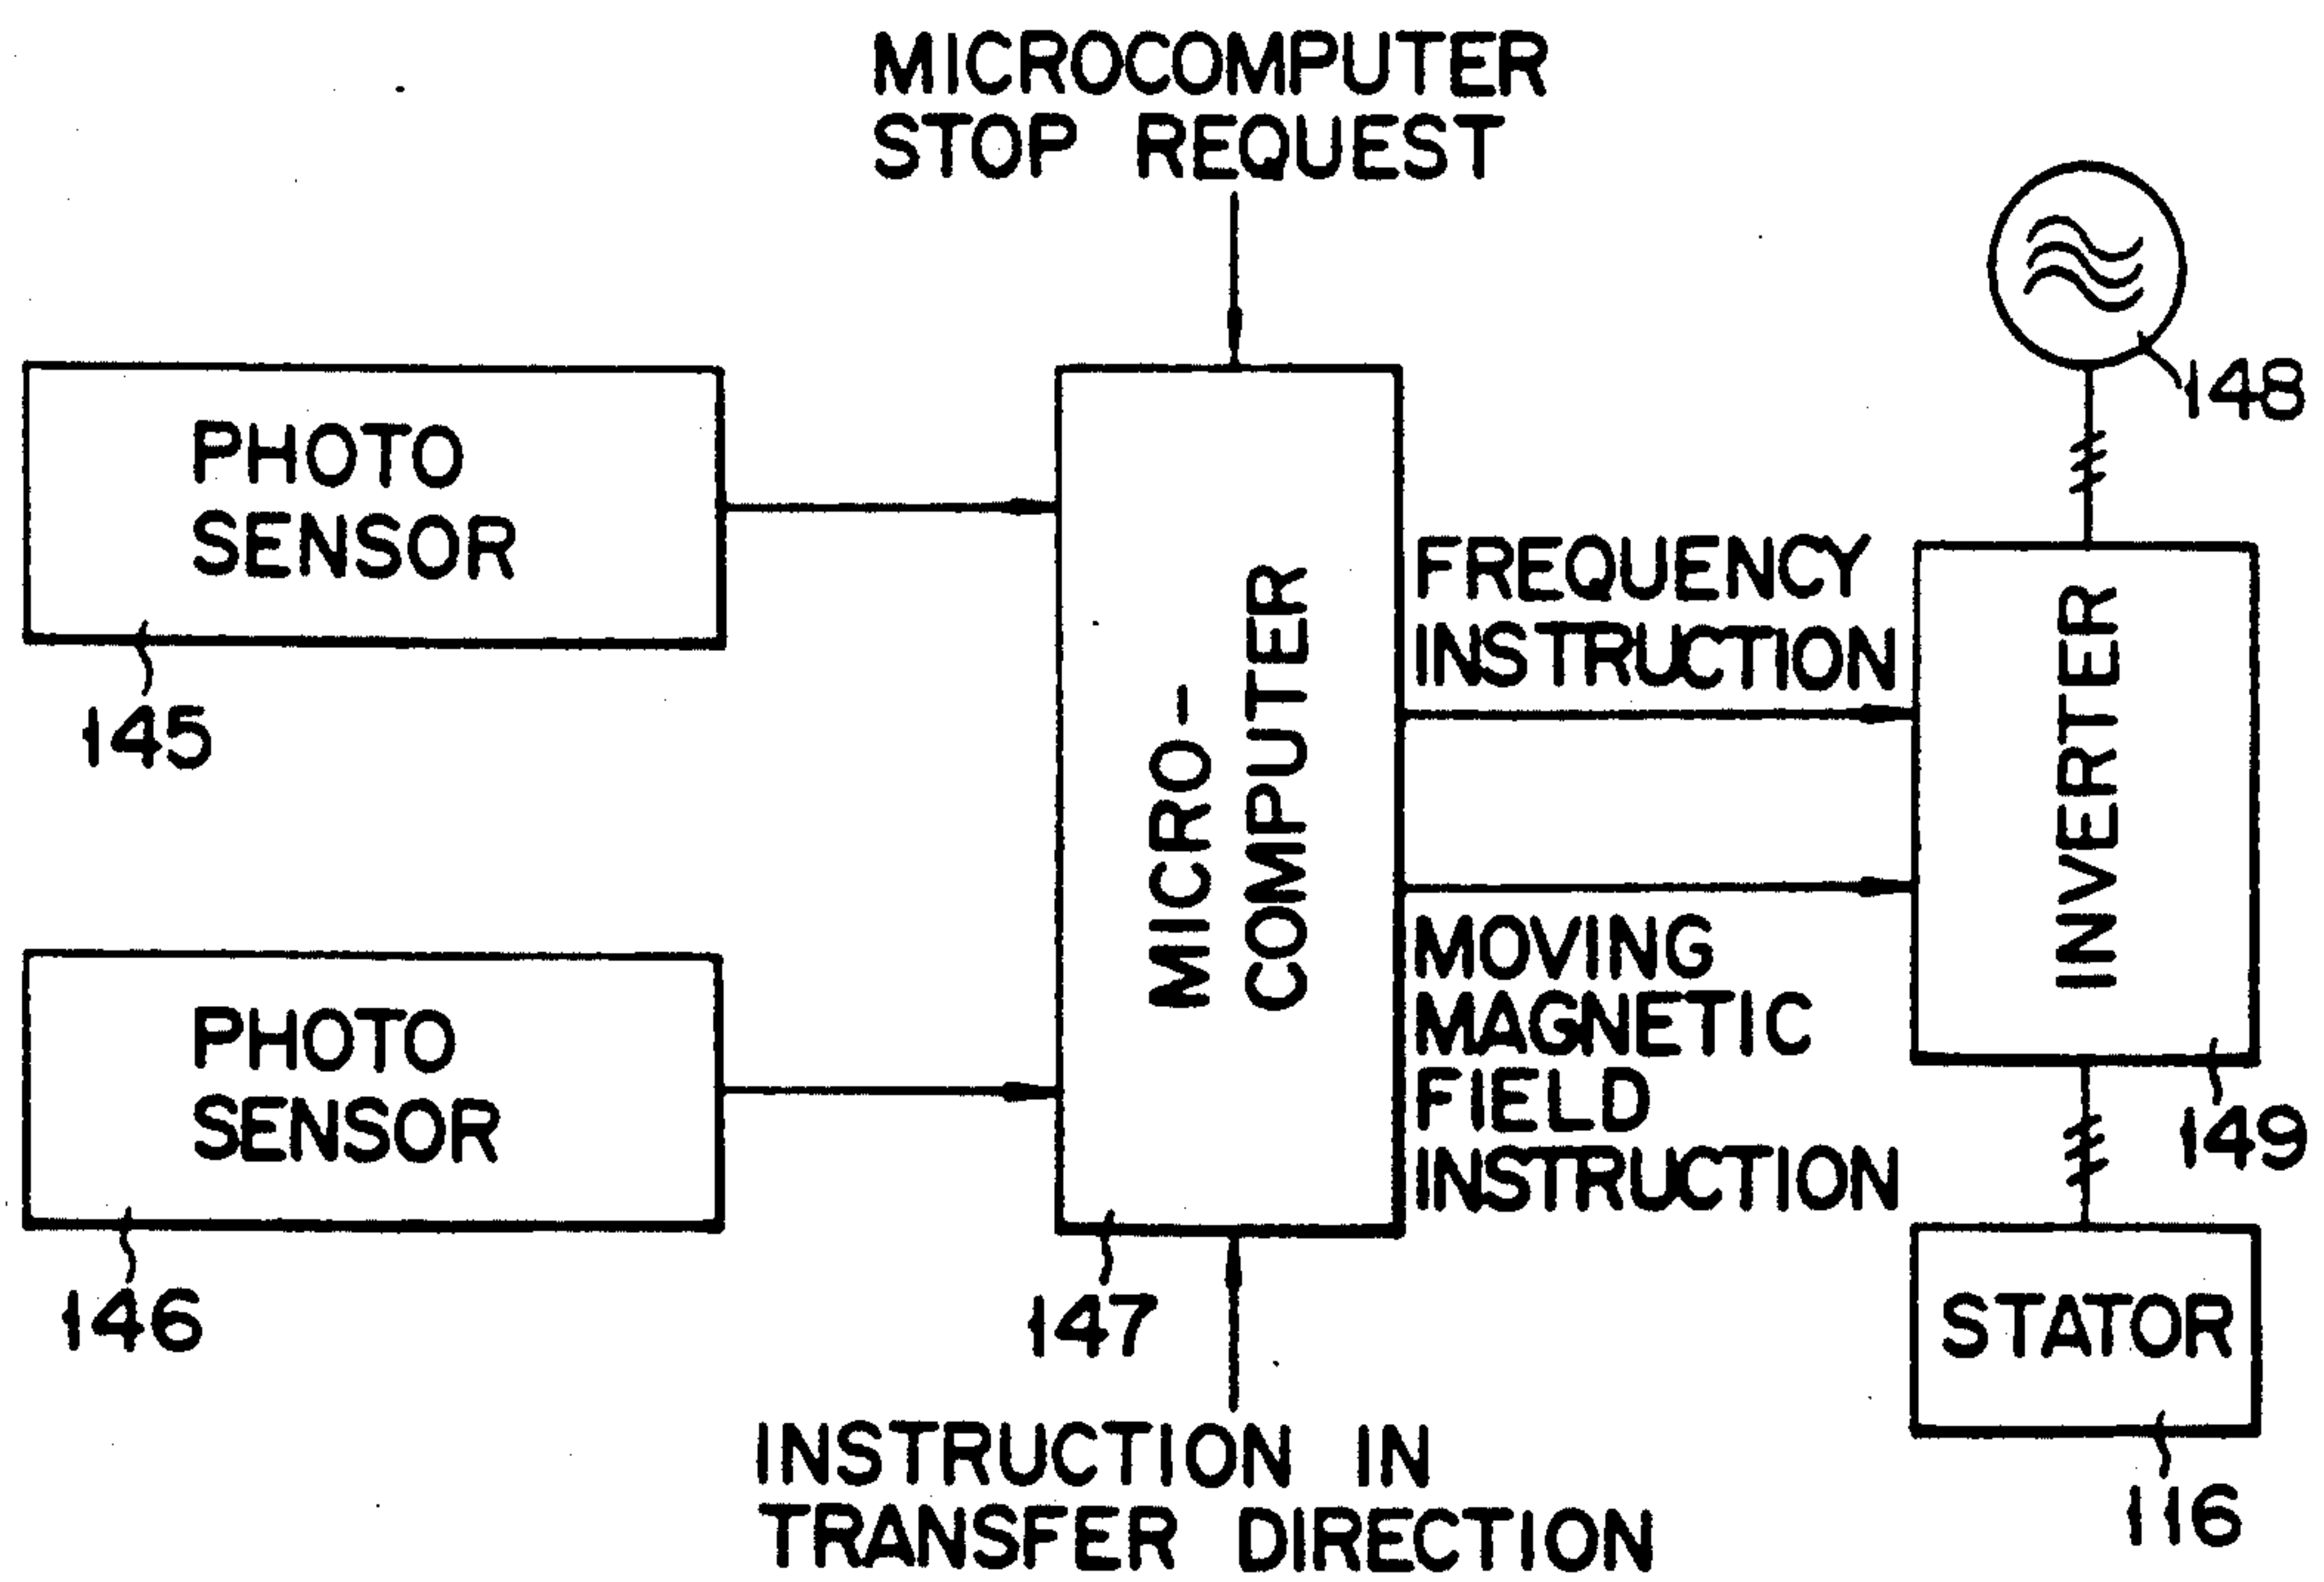 MICROCOMPUTER
STOP REQUEST
148
PHOTO
SENSOR
145
MICRO-
COMPUTER
FREQUENCY
INSTRUCTION
INVERTER
MOVING
MAGNETIC
FIELD
INSTRUCTION
149
PHOTO
SENSOR
146
147
STATOR
116
INSTRUCTION IN
TRANSFER DIRECTION